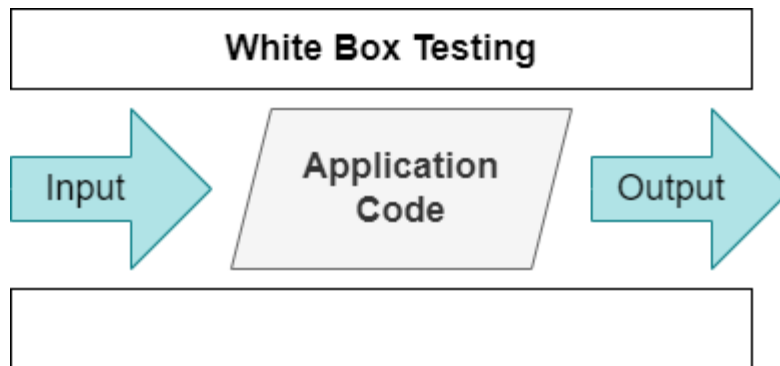 White Box Testing
Input
Application
Code
Output